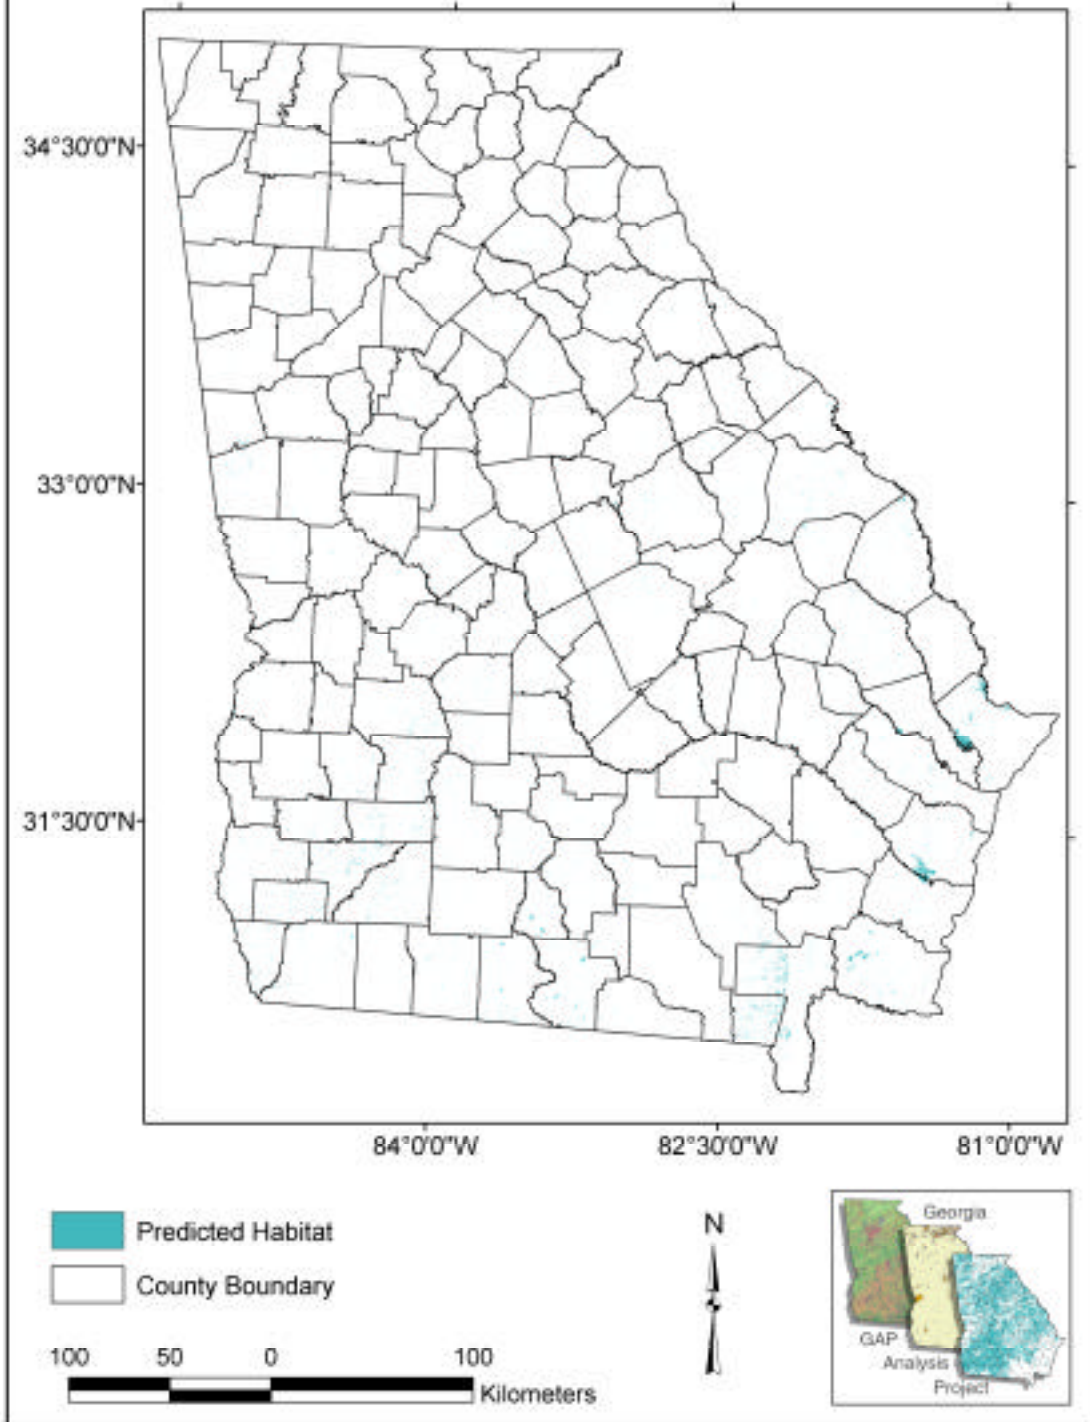 34°30'0"N
33°0'0"N
31°30'0"N
84°0'0"W 82°30'0"W 81°0'0"W
Predicted Habitat
County Boundary
N
100 50 0 100
Kilometers
Georgia
GAP
Analysis
Project